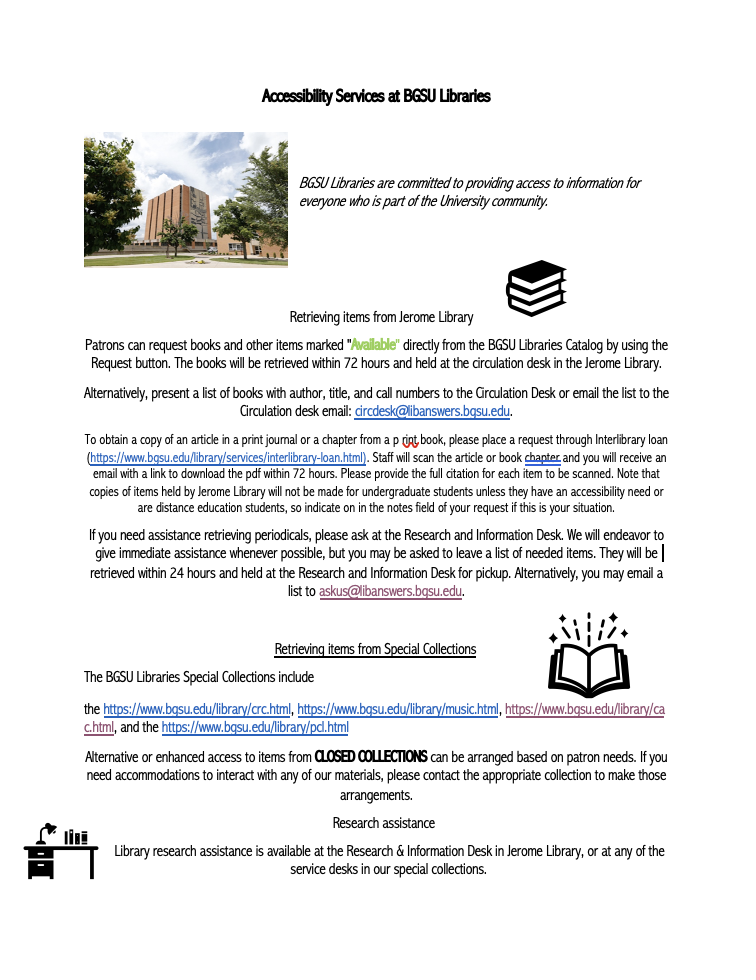 Accessibility Services at BGSU Libraries
BGSU Libraries are committed to providing access to information for
everyone who is part of the University community.
Retrieving items from Jerome Library
Patrons can request books and other items marked "Available" directly from the BGSU Libraries Catalog by using the
Request button. The books will be retrieved within 72 hours and held at the circulation desk in the Jerome Library.
Alternatively, present a list of books with author, title, and call numbers to the Circulation Desk or email the list to the
Circulation desk email: circdesk@libanswers.bgsu.edu.
To obtain a copy of an article in a print journal or a chapter from a p rint book, please place a request through Interlibrary loan
(https://www.bgsu.edu/library/services/interlibrary-loan.html). Staff will scan the article or book chapter and you will receive an
email with a link to download the pdf within 72 hours. Please provide the full citation for each item to be scanned. Note that
copies of items held by Jerome Library will not be made for undergraduate students unless they have an accessibility need or
are distance education students, so indicate on in the notes field of your request if this is your situation.
If you need assistance retrieving periodicals, please ask at the Research and Information Desk. We will endeavor to
give immediate assistance whenever possible, but you may be asked to leave a list of needed items. They will be
retrieved within 24 hours and held at the Research and Information Desk for pickup. Alternatively, you may email a
list to askus@libanswers.bgsu.edu.
Retrieving items from Special Collections
The BGSU Libraries Special Collections include
the https://www.bgsu.edu/library/crc.html, https://www.bgsu.edu/library/music.html, https://www.bgsu.edu/library/ca
c.html, and the https://www.bgsu.edu/library/pcl.html
Alternative or enhanced access to items from CLOSED COLLECTIONS can be arranged based on patron needs. If you
need accommodations to interact with any of our materials, please contact the appropriate collection to make those
arrangements.
Research assistance
Library research assistance is available at the Research & Information Desk in Jerome Library, or at any of the
service desks in our special collections.